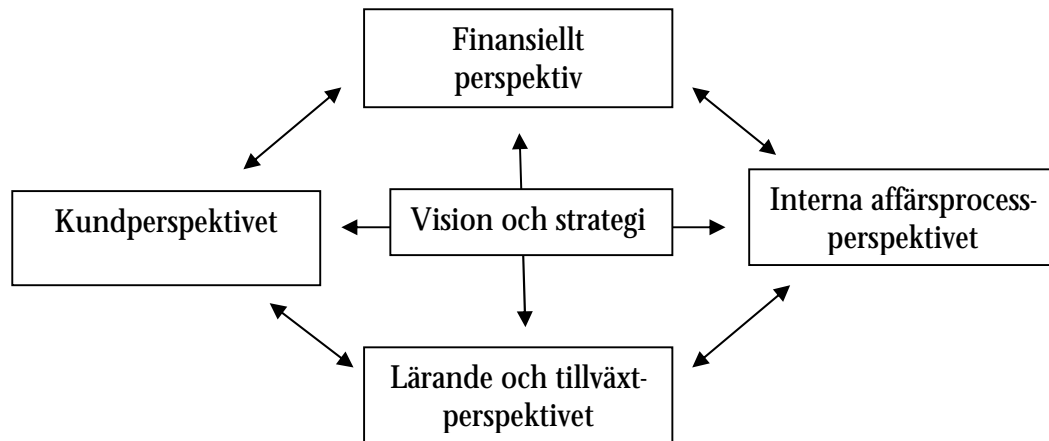 Finansiellt
perspektiv
Kundperspektivet
Vision och strategi
Interna affärsprocess-
perspektivet
Lärande och tillväxt-
perspektivet